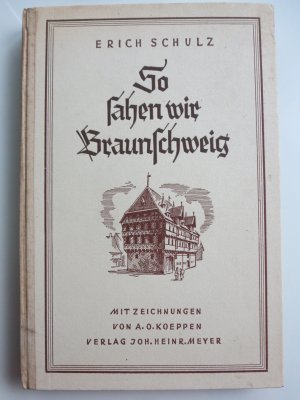 ERICH SCHULZ
So
sahen wir
Braunschweig
MIT ZEICHNUNGEN
VON A. O. KOEPPEN
VERLAG JOH. HEINR. MEYER